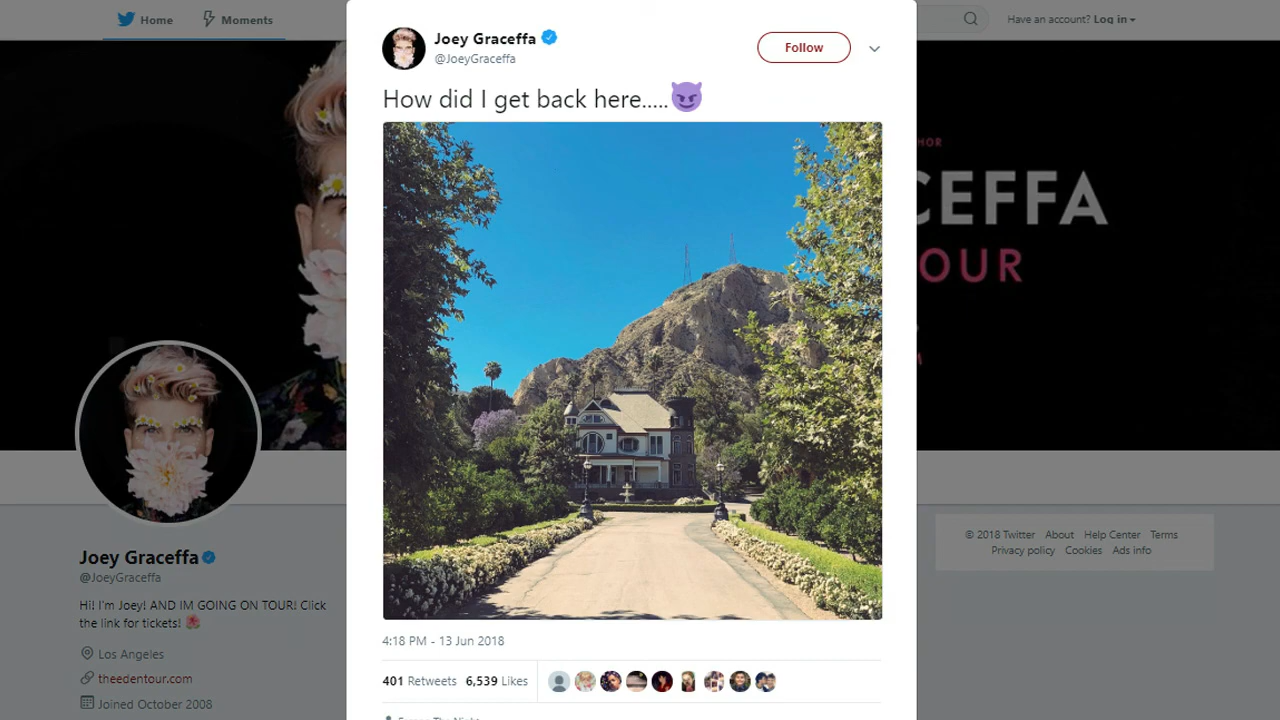 Home
Moments
Have an account? Log in
Joey Graceffa
@JoeyGraceffa
Follow
How did I get back here.....😈
HOR
CEFFA
OUR
4:18 PM - 13 Jun 2018
401 Retweets 6,539 Likes
Joey Graceffa
@JoeyGraceffa
Hi! I'm Joey! AND IM GOING ON TOUR! Click
the link for tickets! 🌺
Los Angeles
theedentour.com
Joined October 2008
© 2018 Twitter About Help Center Terms
Privacy policy Cookies Ads info